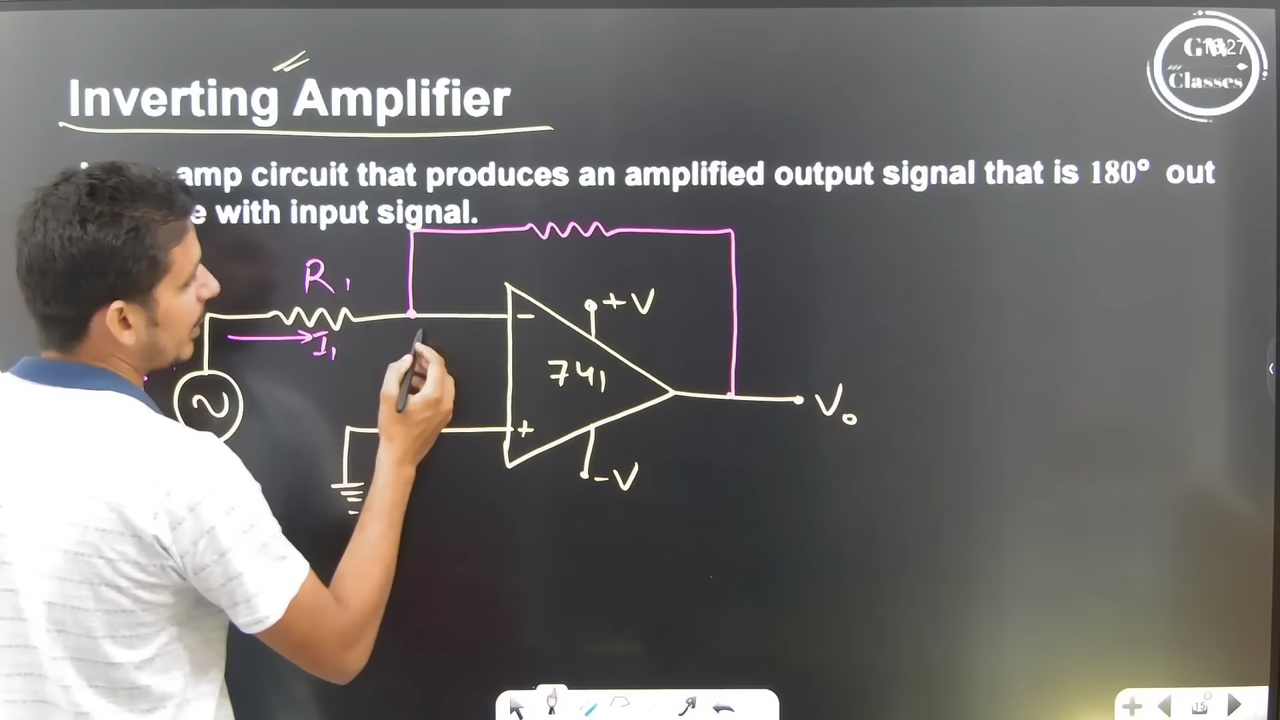 Inverting Amplifier
amp circuit that produces an amplified output signal that is 180° out
with input signal.
R1
+V
-
I1
741
V0
+
-V
Classes
15